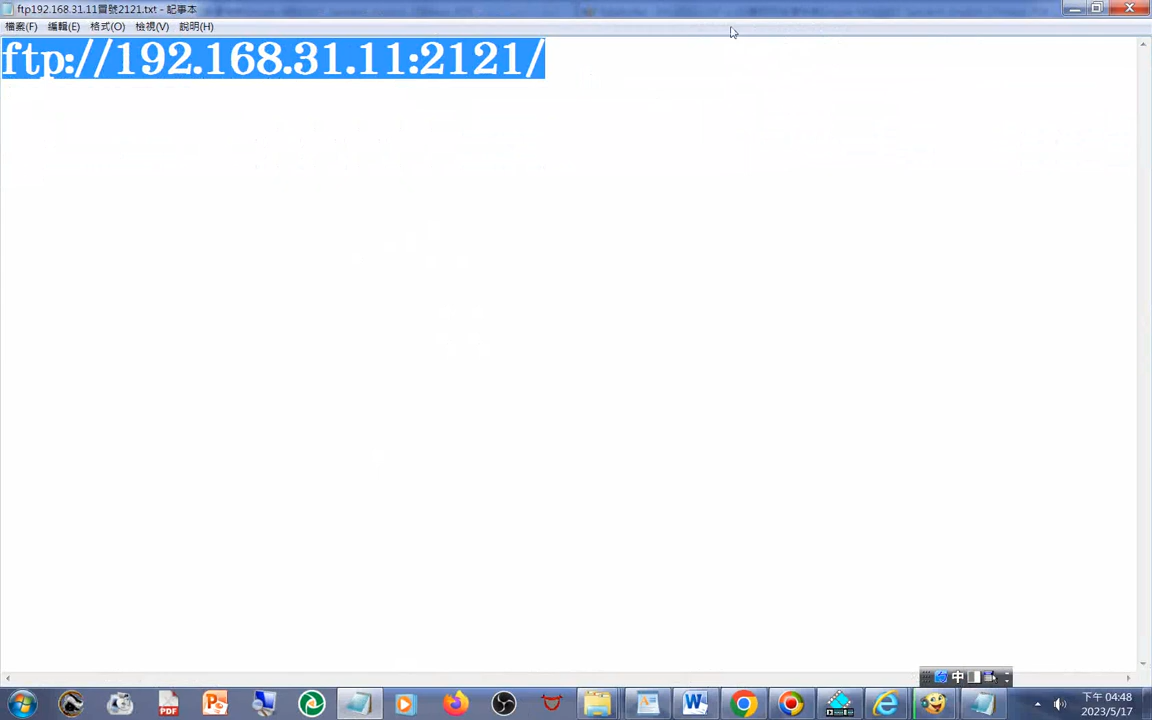 ftp192.168.31.11冒號2121.txt - 記事本
檔案(F) 編輯(E) 格式(O) 檢視(V) 說明(H)
ftp://192.168.31.11:2121/
中
PDF
下午 04:48
2023/5/17